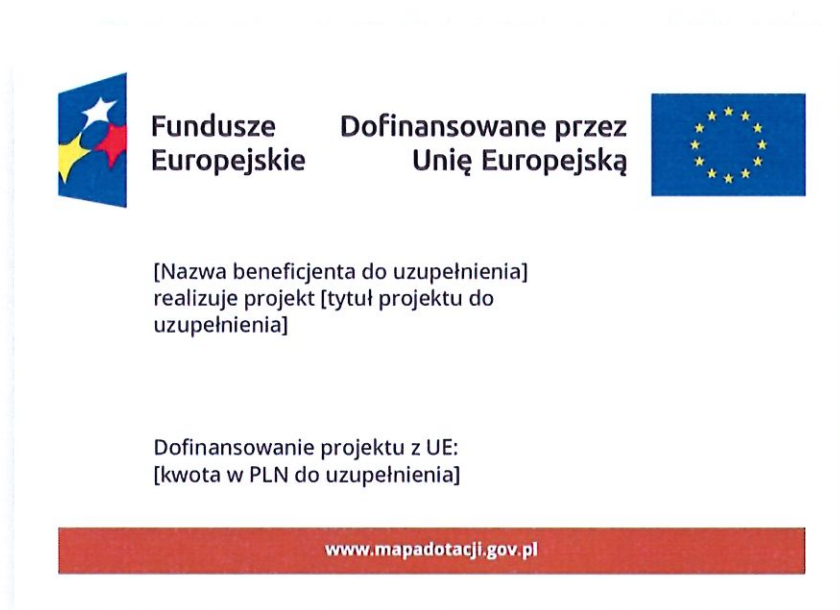 Fundusze
Europejskie
Dofinansowane przez
Unię Europejską
[Nazwa beneficjenta do uzupełnienia]
realizuje projekt [tytuł projektu do
uzupełnienia]
Dofinansowanie projektu z UE:
[kwota w PLN do uzupełnienia]
www.mapadotacji.gov.pl